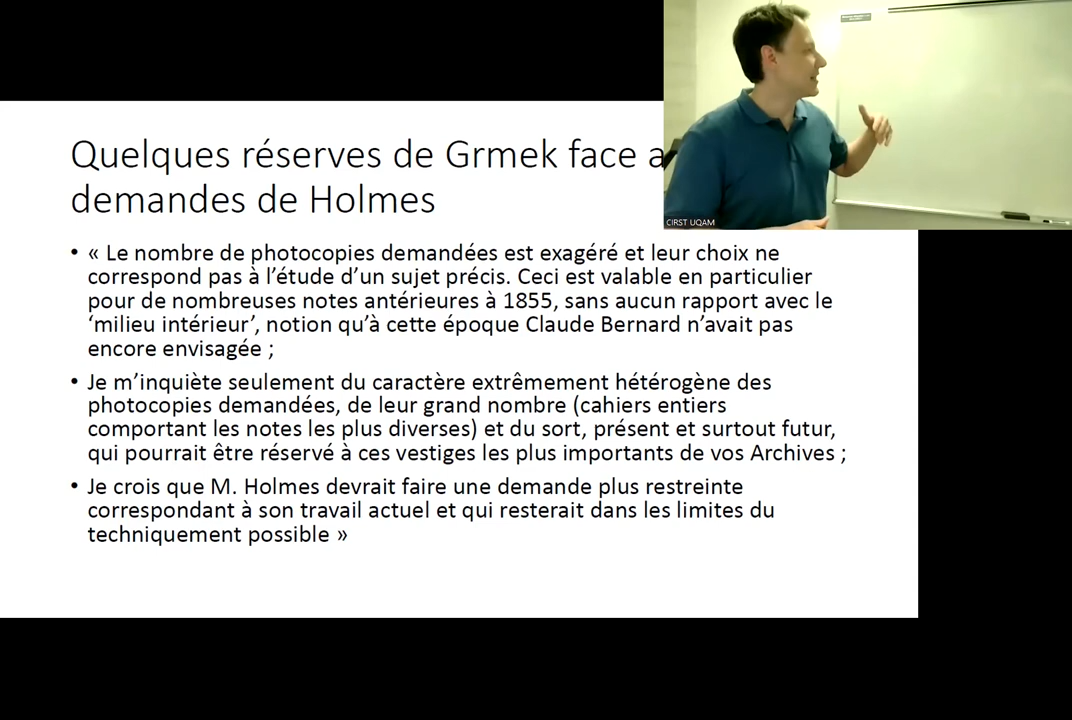 Quelques réserves de Grmek face a
demandes de Holmes
CIRST UQAM
• « Le nombre de photocopies demandées est exagéré et leur choix ne
correspond pas à l’étude d’un sujet précis. Ceci est valable en particulier
pour de nombreuses notes antérieures à 1855, sans aucun rapport avec le
‘milieu intérieur’, notion qu’à cette époque Claude Bernard n’avait pas
encore envisagée ;
• Je m’inquiète seulement du caractère extrêmement hétérogène des
photocopies demandées, de leur grand nombre (cahiers entiers
comportant les notes les plus diverses) et du sort, présent et surtout futur,
qui pourrait être réservé à ces vestiges les plus importants de vos Archives ;
• Je crois que M. Holmes devrait faire une demande plus restreinte
correspondant à son travail actuel et qui resterait dans les limites du
techniquement possible »